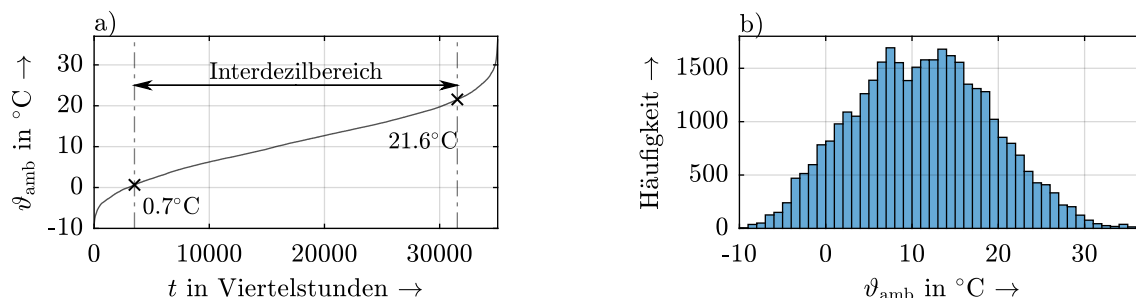 a)
ϑamb in °C →
30
20
10
0
-10
Interdezilbereich
21.6°C
0.7°C
0
10000
20000
30000
t in Viertelstunden →
b)
Häufigkeit →
1500
1000
500
0
-10
0
10
20
30
ϑamb in °C →